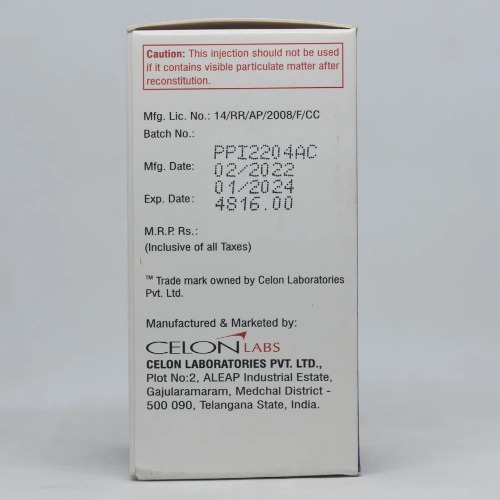 Caution: This injection should not be used
if it contains visible particulate matter after
reconstitution.
Mfg. Lic. No.: 14/RR/AP/2008/F/CC
Batch No.:
PPI2204AC
Mfg. Date: 02/2022
01/2024
Exp. Date: 4816.00
M.R.P. Rs.:
(Inclusive of all Taxes)
™ Trade mark owned by Celon Laboratories
Pvt. Ltd.
Manufactured & Marketed by:
CELON LABS
CELON LABORATORIES PVT. LTD.,
Plot No:2, ALEAP Industrial Estate,
Gajularamaram, Medchal District -
500 090, Telangana State, India.